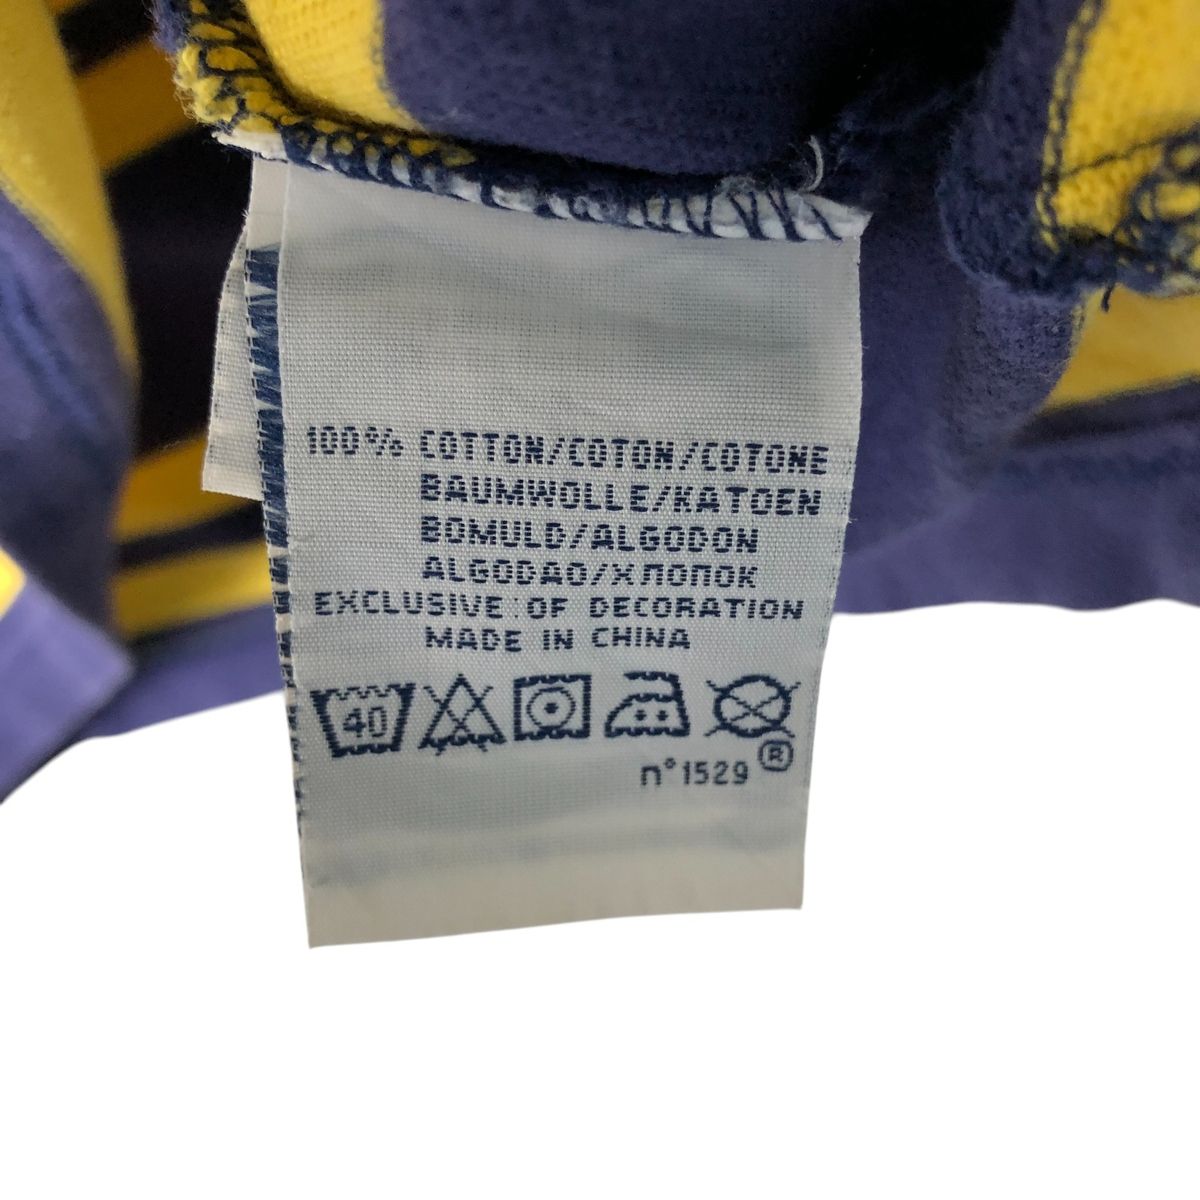 100% COTTON/COTON/COTONE
BAUMWOLLE/KATOEN
BOMULD/ALGODON
ALGODAO/ХЛОПОК
EXCLUSIVE OF DECORATION
MADE IN CHINA
40
®
n°1529